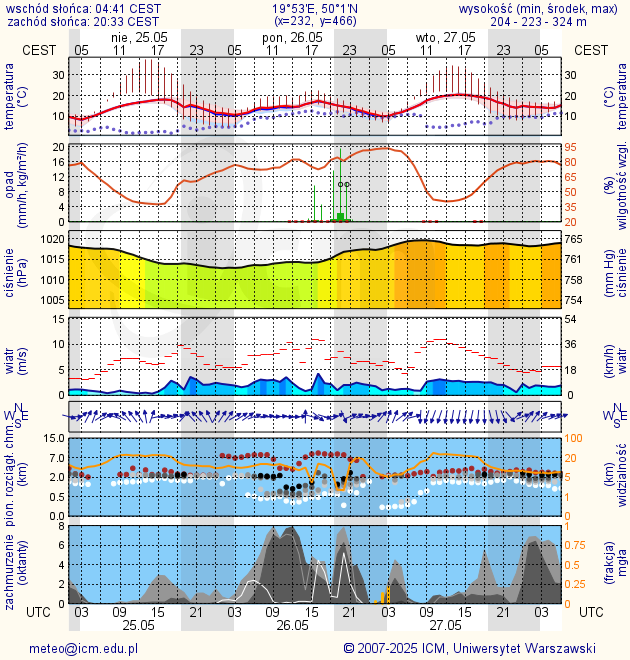 wschód słońca: 04:41 CEST 19°53'E, 50°1'N wysokość (min, środek, max)
zachód słońca: 20:33 CEST (x=232, y=466) 204 - 223 - 324 m
nie, 25.05 pon, 26.05 wto, 27.05
CEST 05 11 17 23 05 11 17 23 05 11 17 23 05 CEST
temperatura (°C) 30 20 10 30 20 10 (°C) temperatura
opad (mm/h, kg/m²/h) 20 16 12 8 4 0 95 80 65 50 35 20 (%) wilgotność wzgl.
ciśnienie (hPa) 1020 1015 1010 1005 765 761 758 754 (mm Hg) ciśnienie
wiatr (m/s) 15 10 5 0 54 36 18 0 (km/h) wiatr
N W E S N W E S
pion. rozciągł. chm. (km) 15.0 7.0 2.0 0.5 0.0 100 20 5 1 0 (km) widzialność
zachmurzenie (oktanty) 8 6 4 2 0 1 0.75 0.5 0.25 0 (frakcja) mgła
UTC 03 09 15 21 03 09 15 21 03 09 15 21 03 UTC
25.05 26.05 27.05
meteo@icm.edu.pl © 2007-2025 ICM, Uniwersytet Warszawski